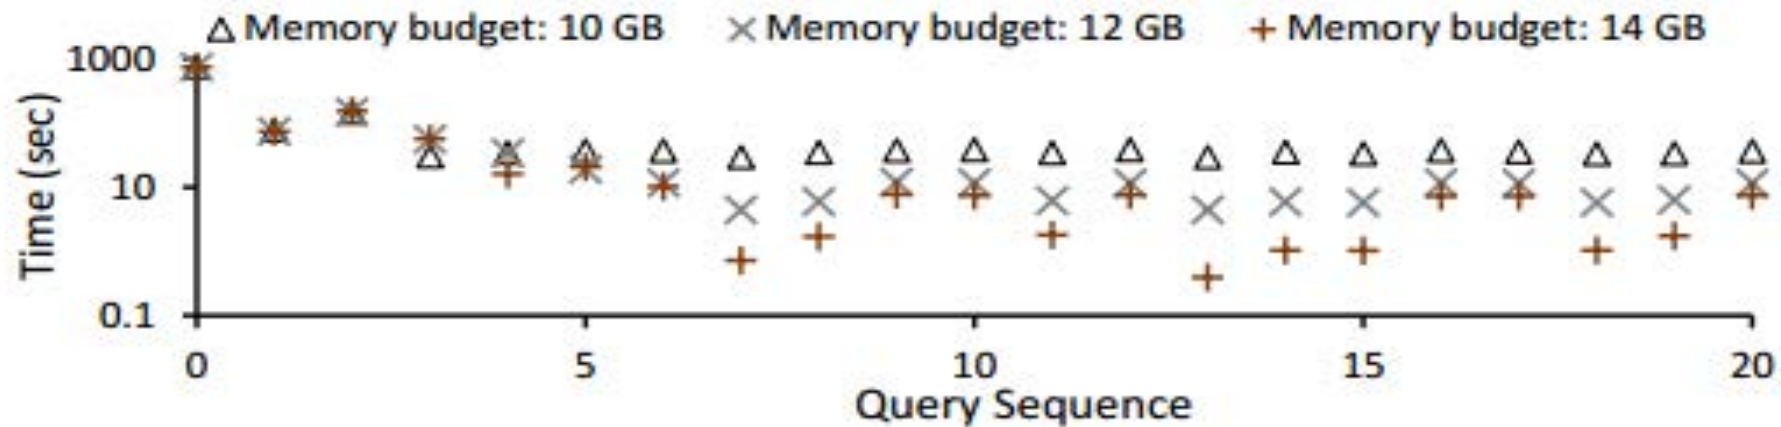 Memory budget: 10 GB Memory budget: 12 GB Memory budget: 14 GB
1000
10
0.1
Time (sec)
0 5 10 15 20
Query Sequence